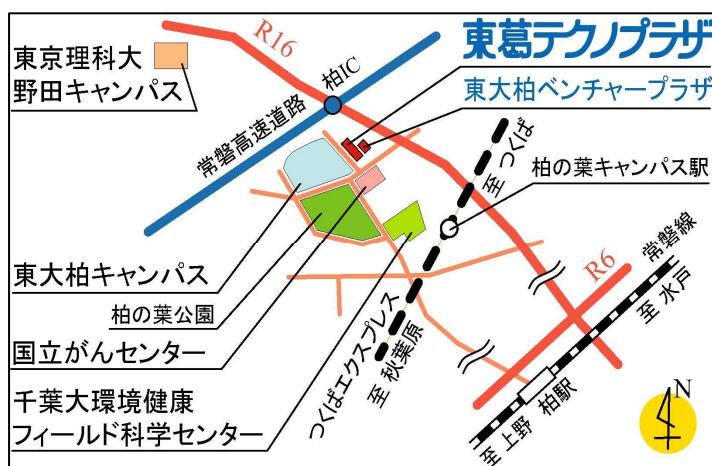 東京理科大
野田キャンパス
R16
柏IC
常磐高速道路
東葛テクノプラザ
東大柏ベンチャープラザ
至 つくば
柏の葉キャンパス駅
東大柏キャンパス
柏の葉公園
国立がんセンター
千葉大環境健康
フィールド科学センター
つくばエクスプレス
至 秋葉原
R6
常磐線
至 水戸
至 上野
柏駅
N